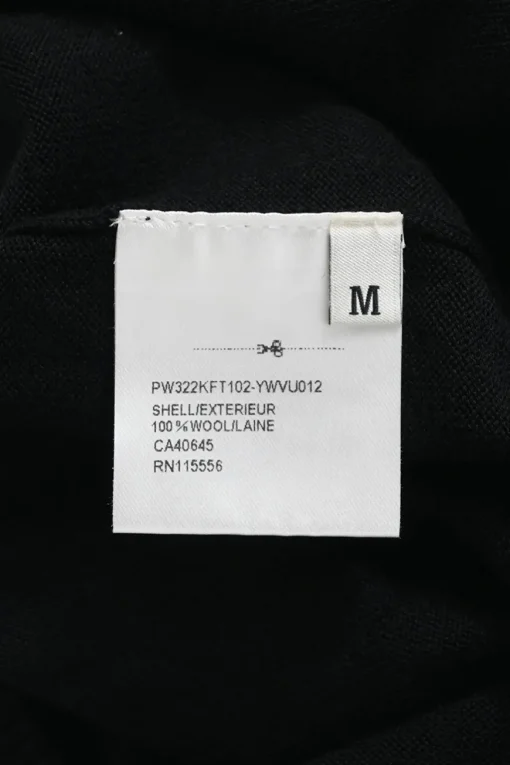 M
PW322KFT102-YWVU012
SHELL/EXTERIEUR
100%WOOL/LAINE
CA40645
RN115556